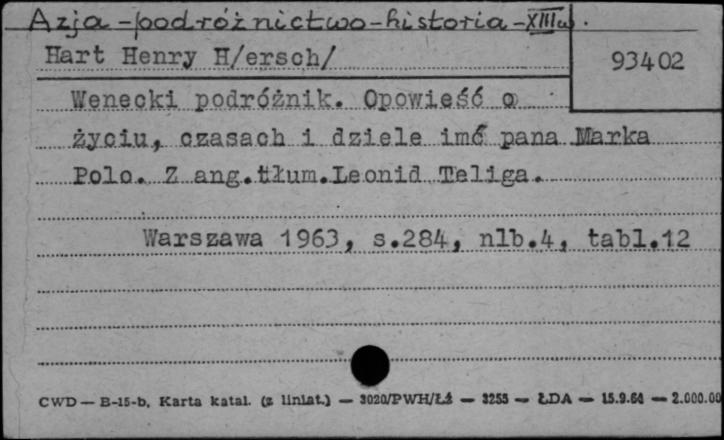 Azja - podróżnictwo - historia - XIII w.
Hart Henry H/ersch/
93402
Wenecki podróżnik. Opowieść o
życiu, czasach i dziele imć pana Marka
Polo. Z ang.tłum.Leonid Teliga.
Warszawa 1963, s.284, nlb.4, tabl.12
CWD — B-15-b, Karta katal. (z liniat.) — 3020/PWH/Łź — 3255 — ŁDA — 15.9.64 — 2.000.00